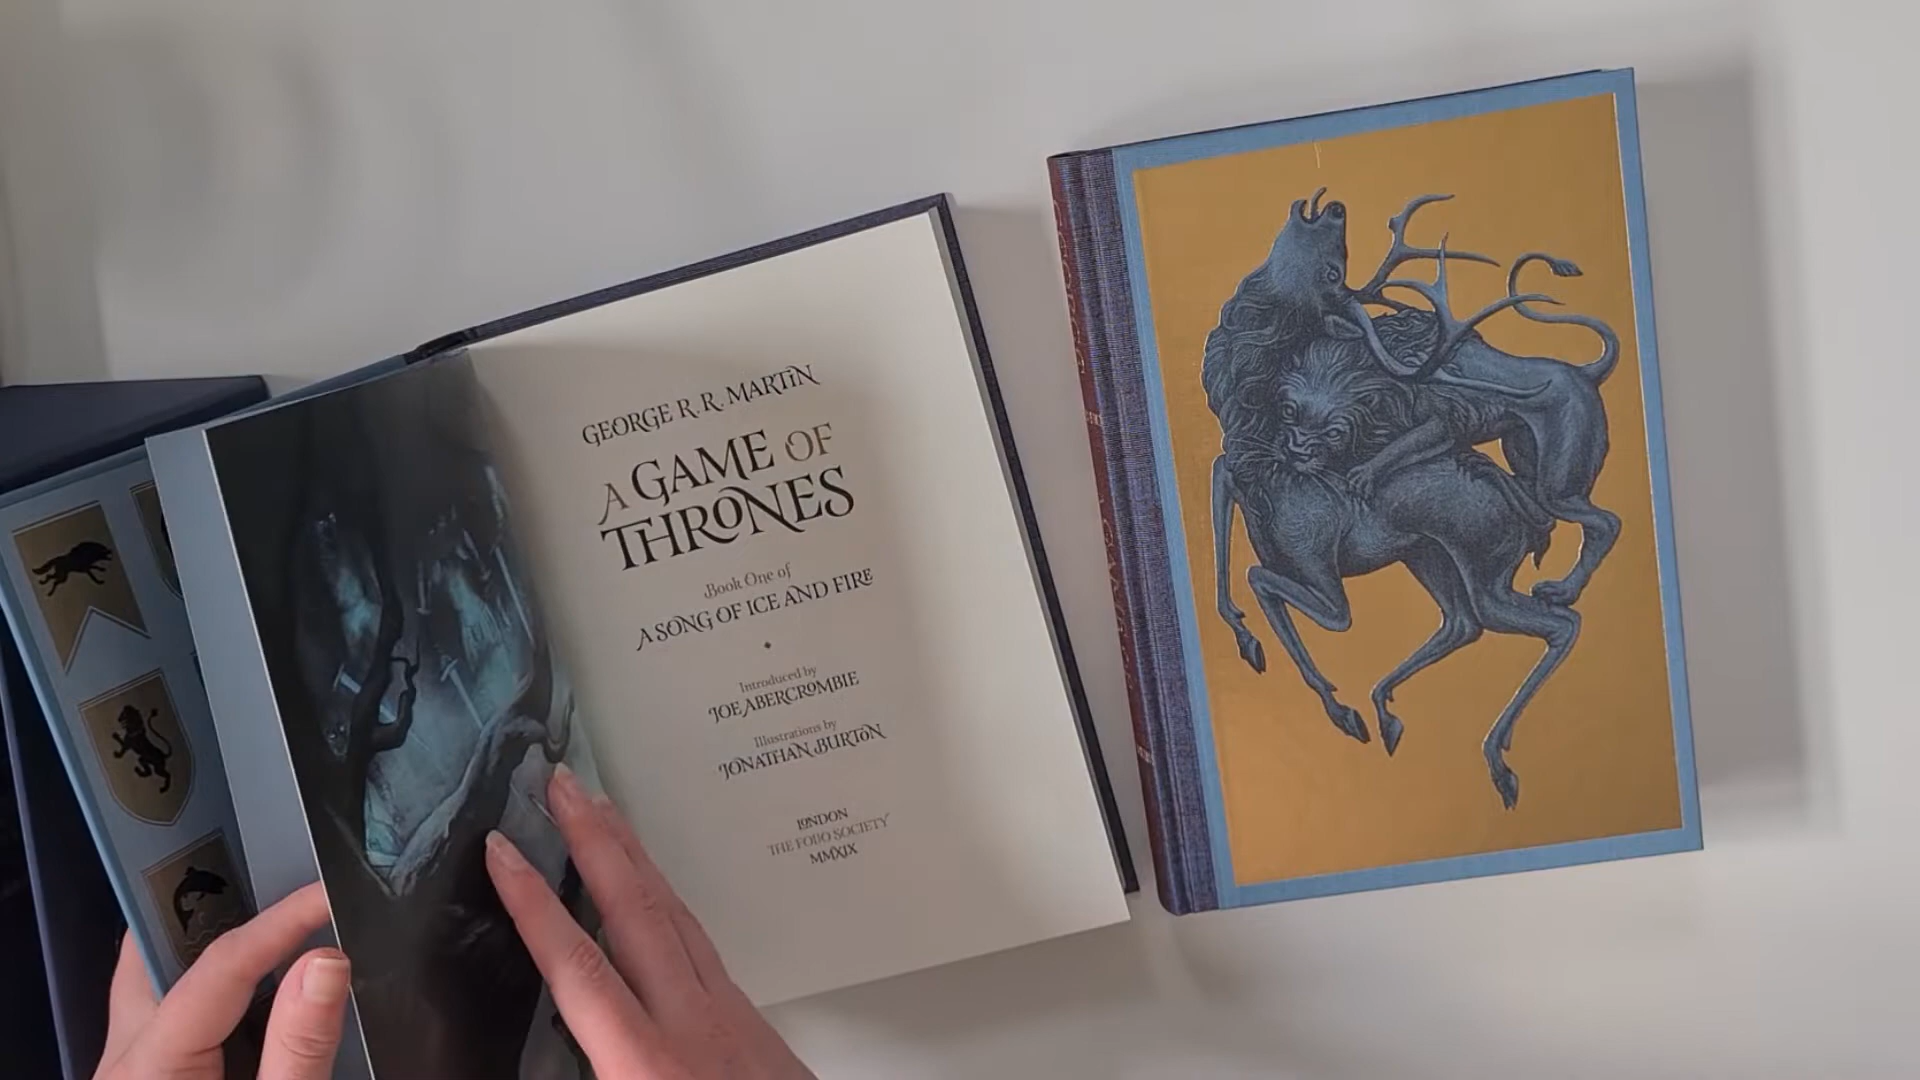 GEORGE R. R. MARTIN
A GAME OF
THRONES
Book One of
A SONG OF ICE AND FIRE
Introduced by
JOE ABERCROMBIE
Illustrations by
JONATHAN BURTON
LONDON
THE FOLIO SOCIETY
MMXIX